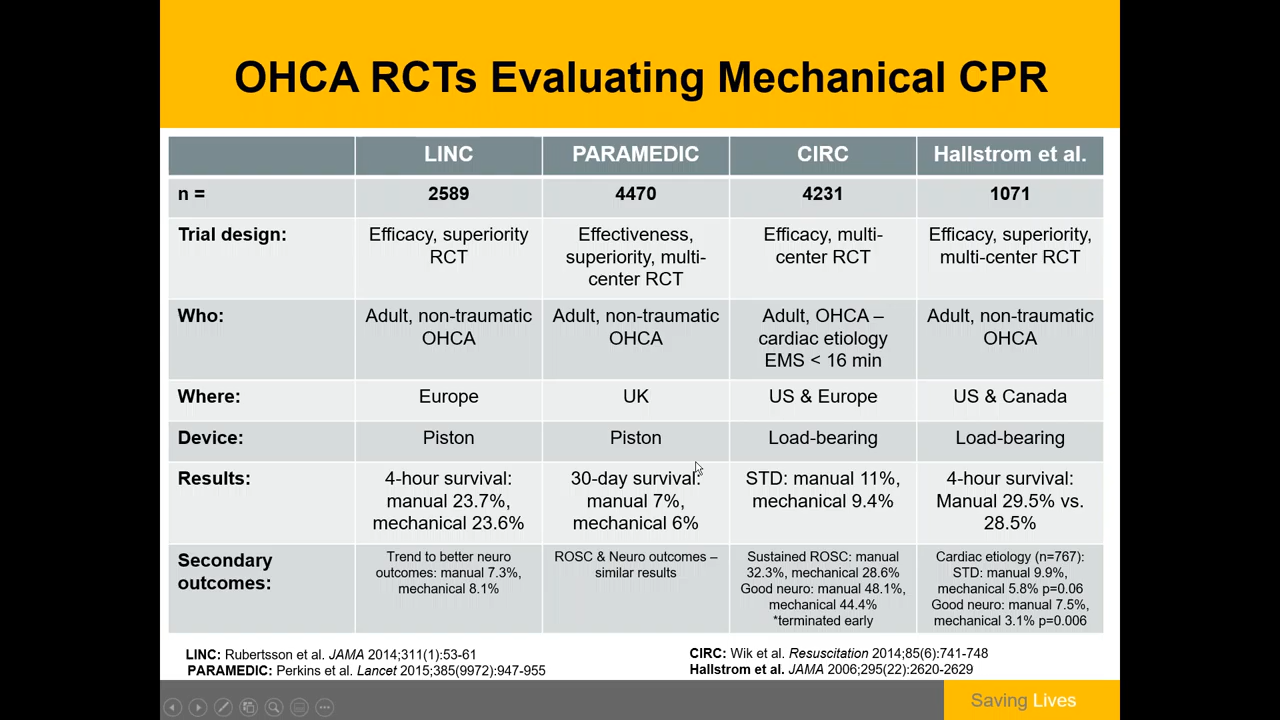 OHCA RCTs Evaluating Mechanical CPR
LINC
PARAMEDIC
CIRC
Hallstrom et al.
n =
2589
4470
4231
1071
Trial design:
Efficacy, superiority
RCT
Effectiveness,
superiority, multi-
center RCT
Efficacy, multi-
center RCT
Efficacy, superiority,
multi-center RCT
Who:
Adult, non-traumatic
OHCA
Adult, non-traumatic
OHCA
Adult, OHCA –
cardiac etiology
EMS < 16 min
Adult, non-traumatic
OHCA
Where:
Europe
UK
US & Europe
US & Canada
Device:
Piston
Piston
Load-bearing
Load-bearing
Results:
4-hour survival:
manual 23.7%,
mechanical 23.6%
30-day survival:
manual 7%,
mechanical 6%
STD: manual 11%,
mechanical 9.4%
4-hour survival:
Manual 29.5% vs.
28.5%
Secondary
outcomes:
Trend to better neuro
outcomes: manual 7.3%,
mechanical 8.1%
ROSC & Neuro outcomes –
similar results
Sustained ROSC: manual
32.3%, mechanical 28.6%
Good neuro: manual 48.1%,
mechanical 44.4%
*terminated early
Cardiac etiology (n=767):
STD: manual 9.9%,
mechanical 5.8% p=0.06
Good neuro: manual 7.5%,
mechanical 3.1% p=0.006
LINC: Rubertsson et al. JAMA 2014;311(1):53-61
PARAMEDIC: Perkins et al. Lancet 2015;385(9972):947-955
CIRC: Wik et al. Resuscitation 2014;85(6):741-748
Hallstrom et al. JAMA 2006;295(22):2620-2629
Saving Lives